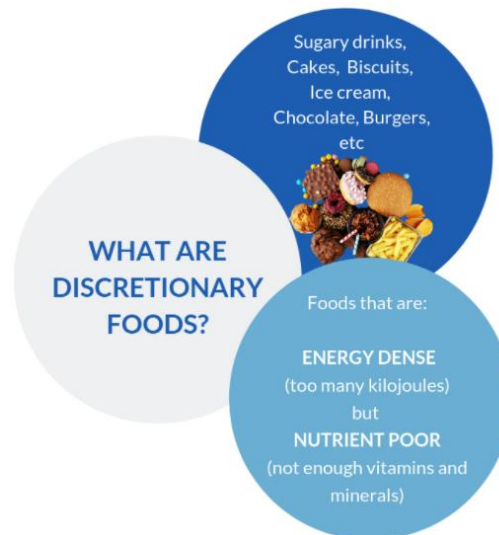 Sugary drinks,
Cakes, Biscuits,
Ice cream,
Chocolate, Burgers,
etc
WHAT ARE
DISCRETIONARY
FOODS?
Foods that are:
ENERGY DENSE
(too many kilojoules)
but
NUTRIENT POOR
(not enough vitamins and
minerals)